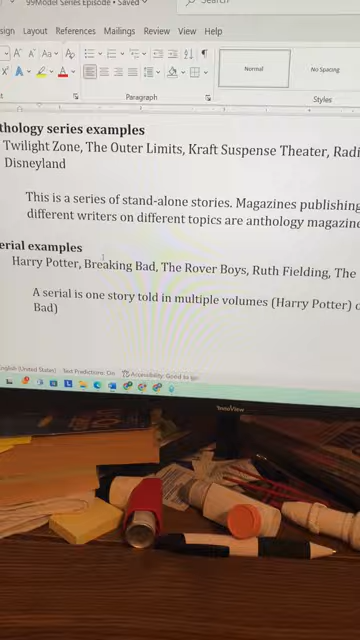 99Model Series Episode • Saved
Search
sign Layout References Mailings Review View Help
Paragraph
Normal
No Spacing
Styles
thology series examples
Twilight Zone, The Outer Limits, Kraft Suspense Theater, Radi
Disneyland
This is a series of stand-alone stories. Magazines publishing
different writers on different topics are anthology magazine
erial examples
Harry Potter, Breaking Bad, The Rover Boys, Ruth Fielding, The
A serial is one story told in multiple volumes (Harry Potter) o
Bad)
English (United States) Text Predictions: On Accessibility: Good to go